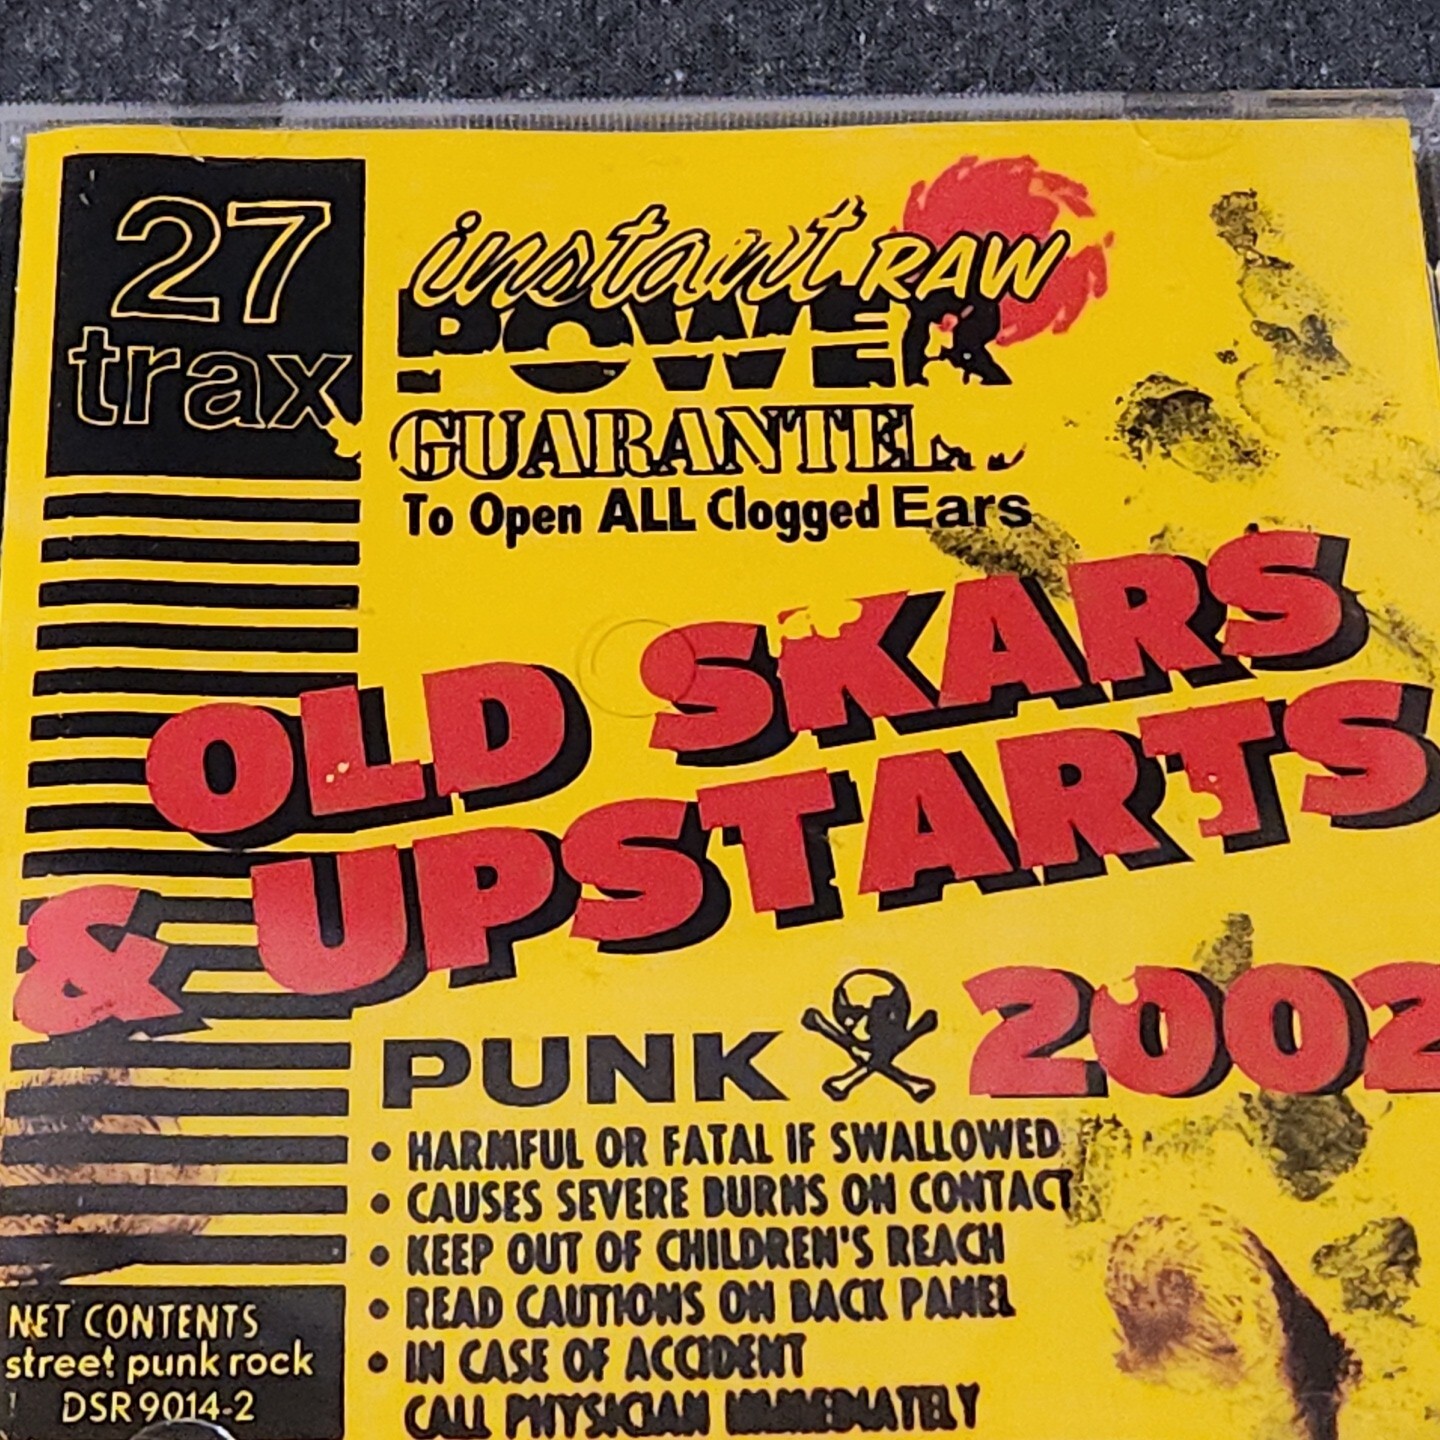 27
trax
instant RAW
POWER
GUARANTEED
To Open ALL Clogged Ears
OLD SKARS
& UPSTARTS
PUNK 2002
• HARMFUL OR FATAL IF SWALLOWED
• CAUSES SEVERE BURNS ON CONTACT
• KEEP OUT OF CHILDREN'S REACH
• READ CAUTIONS ON BACK PANEL
• IN CASE OF ACCIDENT
CALL PHYSICIAN IMMEDIATELY
NET CONTENTS
street punk rock
DSR 9014-2